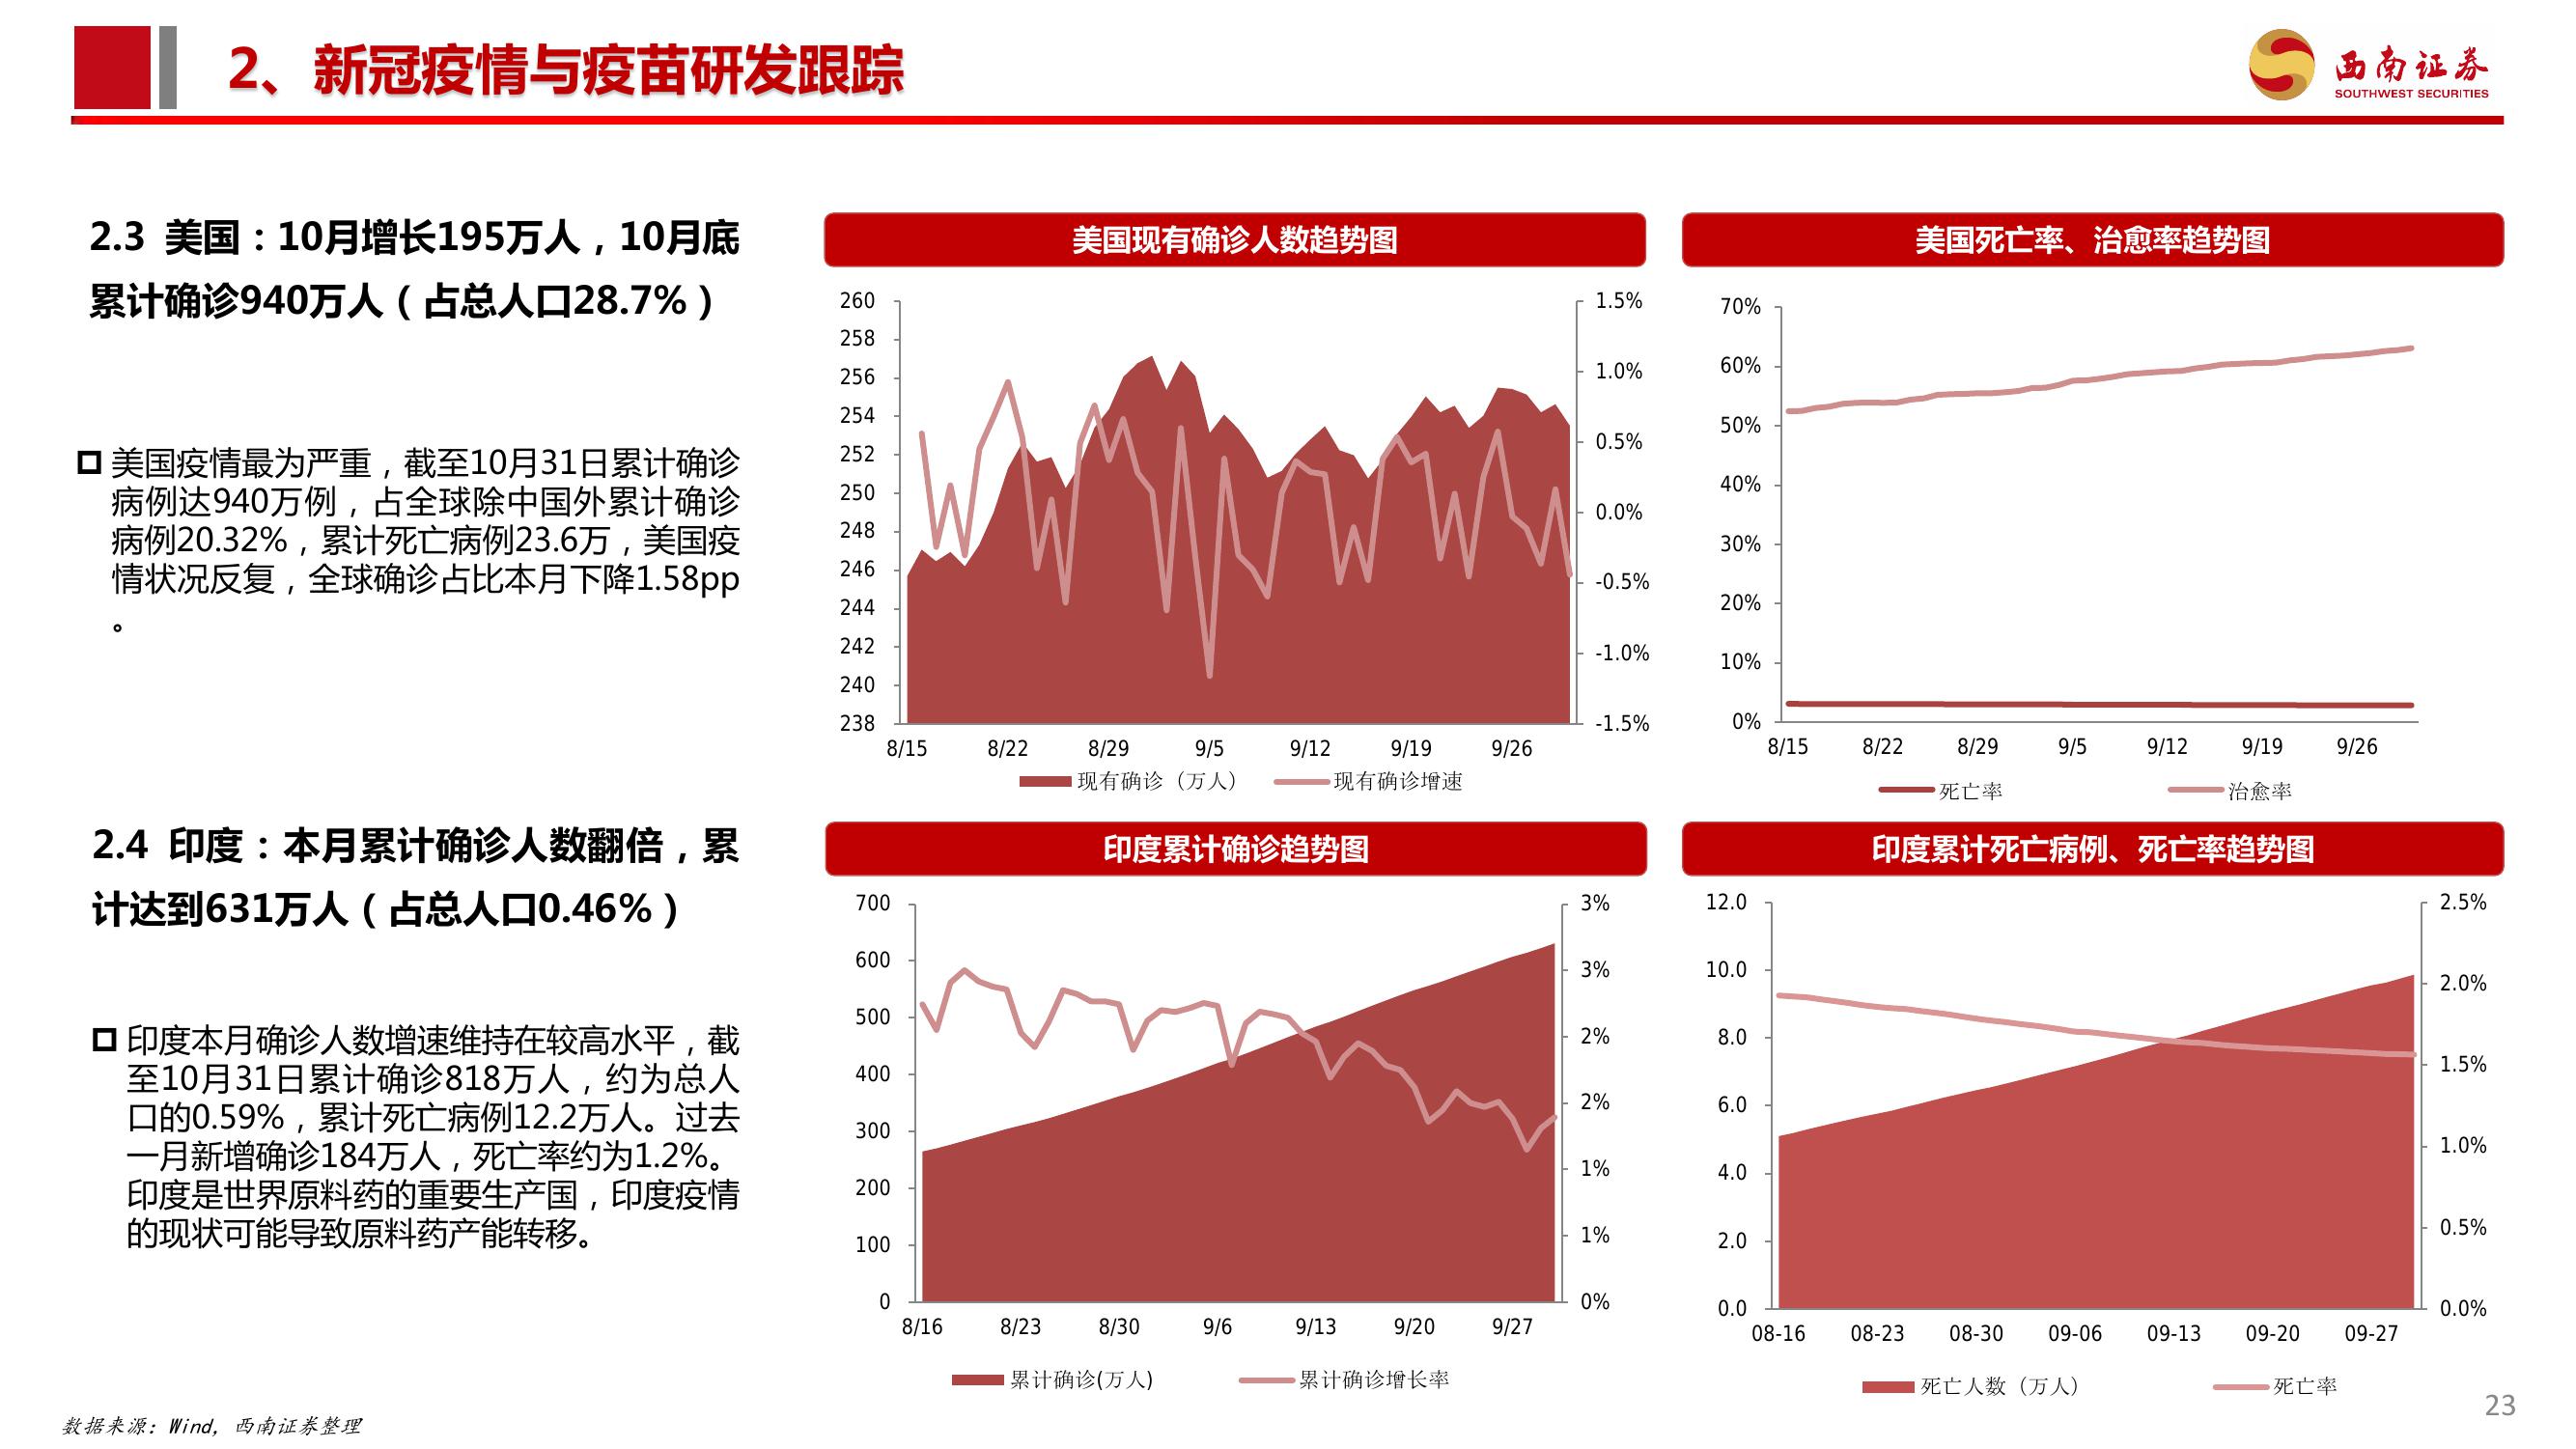 2、新冠疫情与疫苗研发跟踪
西南证券
SOUTHWEST SECURITIES
2.3 美国：10月增长195万人，10月底
累计确诊940万人（占总人口28.7%）
美国疫情最为严重，截至10月31日累计确诊
病例达940万例，占全球除中国外累计确诊
病例20.32%，累计死亡病例23.6万，美国疫
情状况反复，全球确诊占比本月下降1.58pp
。
美国现有确诊人数趋势图
260
258
256
254
252
250
248
246
244
242
240
238
1.5%
1.0%
0.5%
0.0%
-0.5%
-1.0%
-1.5%
8/15 8/22 8/29 9/5 9/12 9/19 9/26
现有确诊（万人） 现有确诊增速
美国死亡率、治愈率趋势图
70%
60%
50%
40%
30%
20%
10%
0%
8/15 8/22 8/29 9/5 9/12 9/19 9/26
死亡率 治愈率
2.4 印度：本月累计确诊人数翻倍，累
计达到631万人（占总人口0.46%）
印度本月确诊人数增速维持在较高水平，截
至10月31日累计确诊818万人，约为总人
口的0.59%，累计死亡病例12.2万人。过去
一月新增确诊184万人，死亡率约为1.2%。
印度是世界原料药的重要生产国，印度疫情
的现状可能导致原料药产能转移。
印度累计确诊趋势图
700
600
500
400
300
200
100
0
3%
3%
2%
2%
1%
1%
0%
8/16 8/23 8/30 9/6 9/13 9/20 9/27
累计确诊(万人) 累计确诊增长率
印度累计死亡病例、死亡率趋势图
12.0
10.0
8.0
6.0
4.0
2.0
0.0
2.5%
2.0%
1.5%
1.0%
0.5%
0.0%
08-16 08-23 08-30 09-06 09-13 09-20 09-27
死亡人数（万人） 死亡率
数据来源：Wind，西南证券整理
23